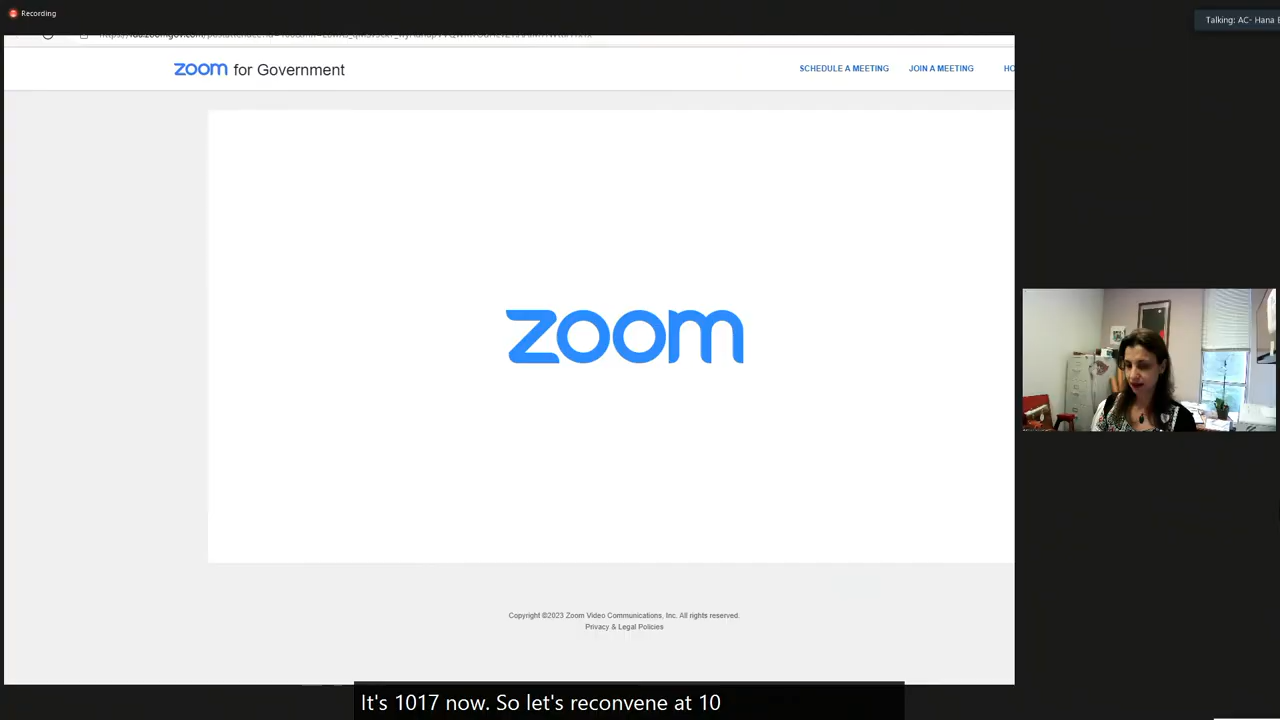 Recording
Talking: AC- Hana
zoom for Government
SCHEDULE A MEETING
JOIN A MEETING
HO
zoom
Copyright ©2023 Zoom Video Communications, Inc. All rights reserved.
Privacy & Legal Policies
It's 1017 now. So let's reconvene at 10